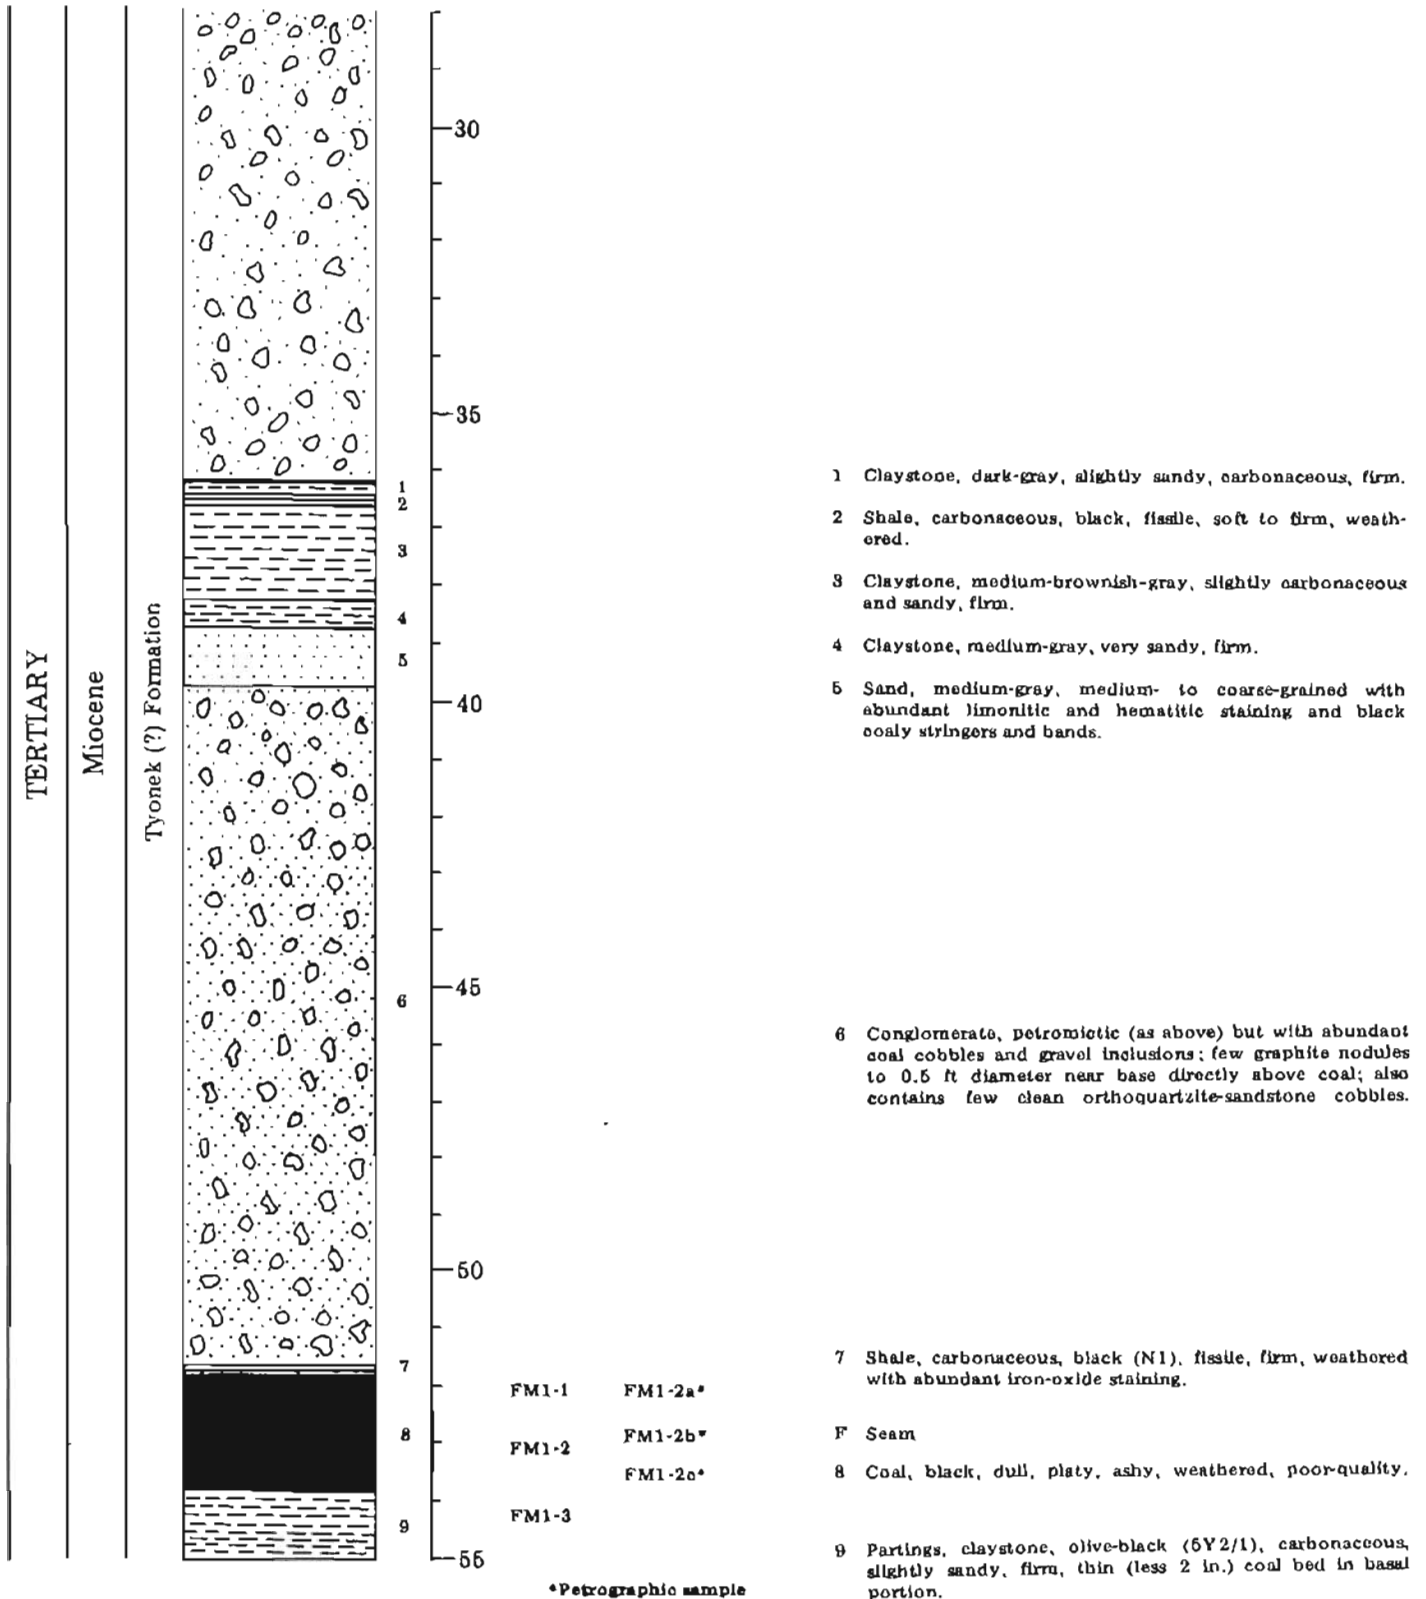 TERTIARY
Miocene
Tyonek (?) Formation
30
35
40
45
50
55
1
2
3
4
5
6
7
8
9
FM1-1 FM1-2a*
FM1-2b*
FM1-2
FM1-2c*
FM1-3
*Petrographic sample
1 Claystone, dark-gray, slightly sandy, carbonaceous, firm.
2 Shale, carbonaceous, black, fissile, soft to firm, weath-
ered.
3 Claystone, medium-brownish-gray, slightly carbonaceous
and sandy, firm.
4 Claystone, medium-gray, very sandy, firm.
5 Sand, medium-gray, medium- to coarse-grained with
abundant limonitic and hematitic staining and black
coaly stringers and bands.
6 Conglomerate, petromictic (as above) but with abundant
coal cobbles and gravel inclusions; few graphite nodules
to 0.5 ft diameter near base directly above coal; also
contains few clean orthoquartzite-sandstone cobbles.
7 Shale, carbonaceous, black (N1), fissile, firm, weathered
with abundant iron-oxide staining.
F Seam
8 Coal, black, dull, platy, ashy, weathered, poor-quality.
9 Partings, claystone, olive-black (5Y2/1), carbonaceous,
slightly sandy, firm, thin (less 2 in.) coal bed in basal
portion.